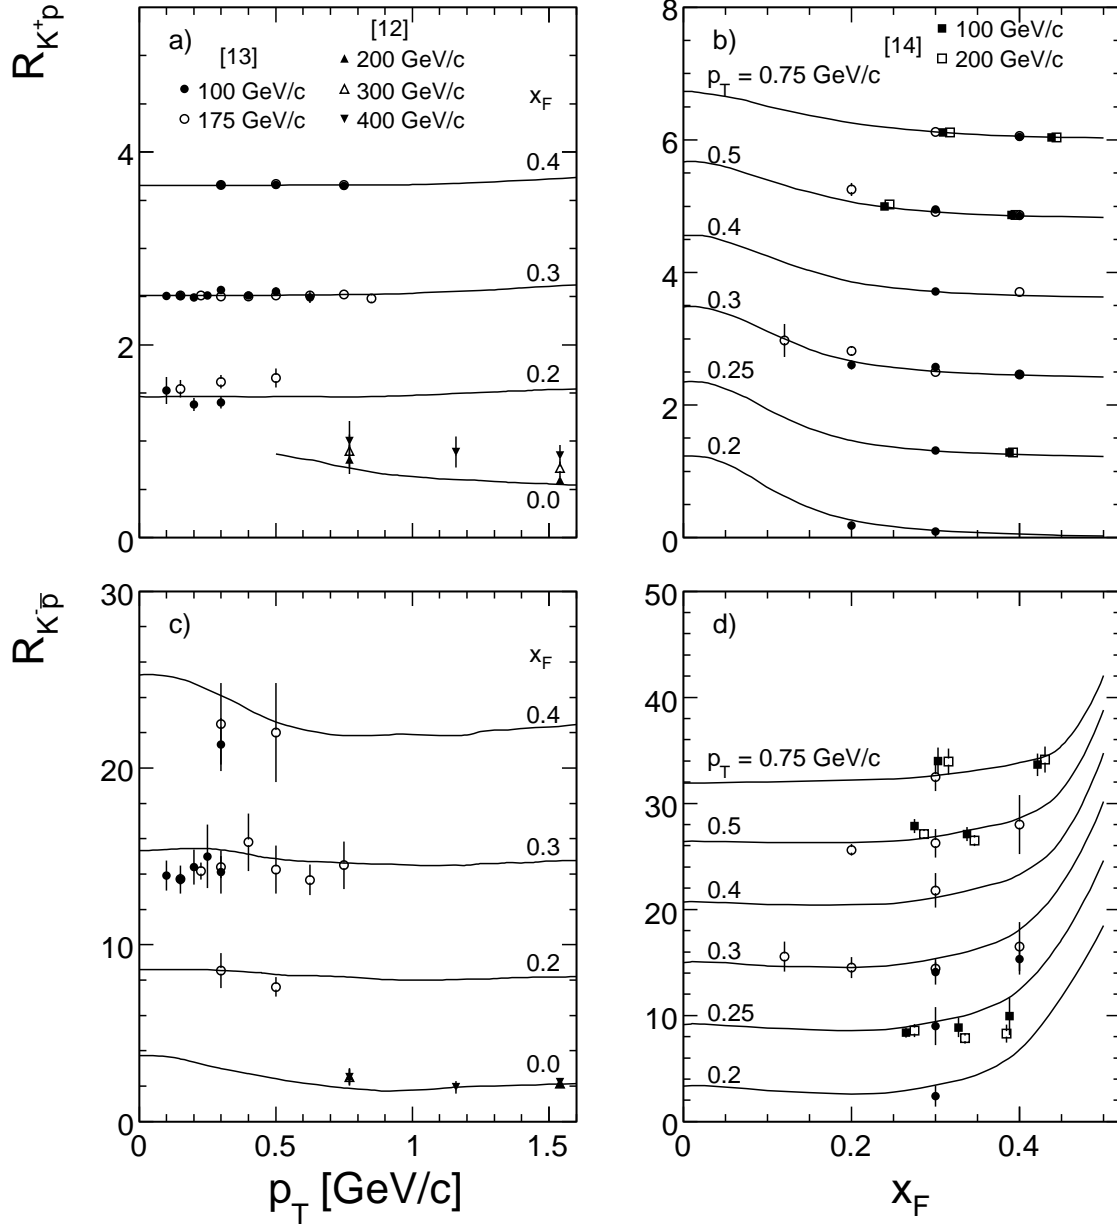 R_{K⁺p}
a)
[13]
100 GeV/c
175 GeV/c
[12]
200 GeV/c
300 GeV/c
400 GeV/c
x_F
0.4
0.3
0.2
0.0
4
2
0
b)
[14]
100 GeV/c
200 GeV/c
p_T = 0.75 GeV/c
0.5
0.4
0.3
0.25
0.2
8
6
4
2
0
R_{K⁻p̅}
c)
x_F
0.4
0.3
0.2
0.0
30
20
10
0
0 0.5 1 1.5
p_T [GeV/c]
d)
p_T = 0.75 GeV/c
0.5
0.4
0.3
0.25
0.2
50
40
30
20
10
0
0 0.2 0.4
x_F